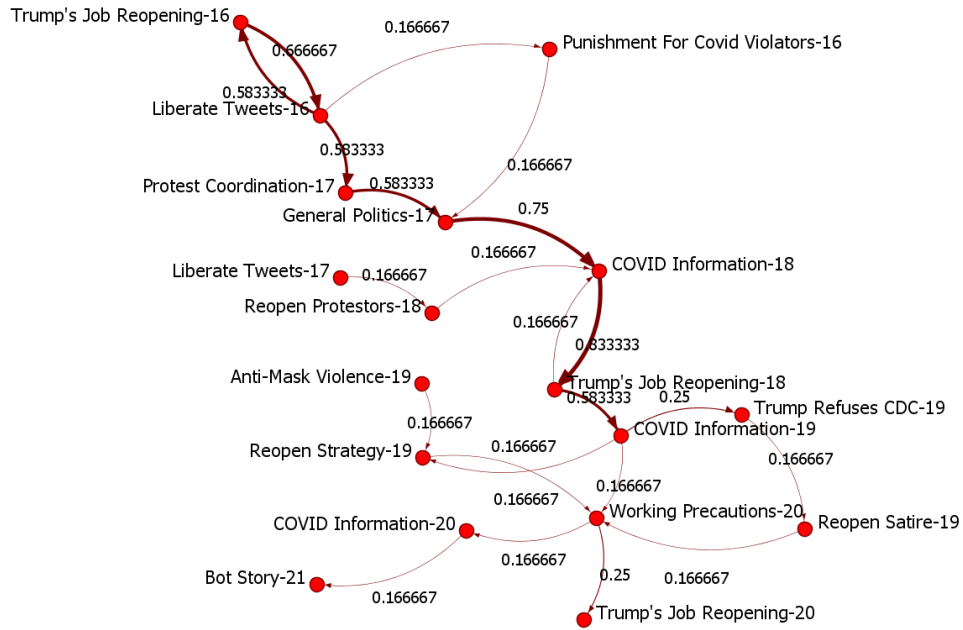 Trump's Job Reopening-16
0.666667
0.166667
Punishment For Covid Violators-16
0.583333
Liberate Tweets-16
0.583333
0.166667
Protest Coordination-17
0.583333
General Politics-17
0.75
0.166667
COVID Information-18
Liberate Tweets-17
0.166667
Reopen Protestors-18
0.166667
0.833333
Anti-Mask Violence-19
Trump's Job Reopening-18
0.583333
0.25
Trump Refuses CDC-19
0.166667
COVID Information-19
Reopen Strategy-19
0.166667
0.166667
0.166667
0.166667
Working Precautions-20
COVID Information-20
Reopen Satire-19
0.166667
Bot Story-21
0.25
0.166667
0.166667
Trump's Job Reopening-20